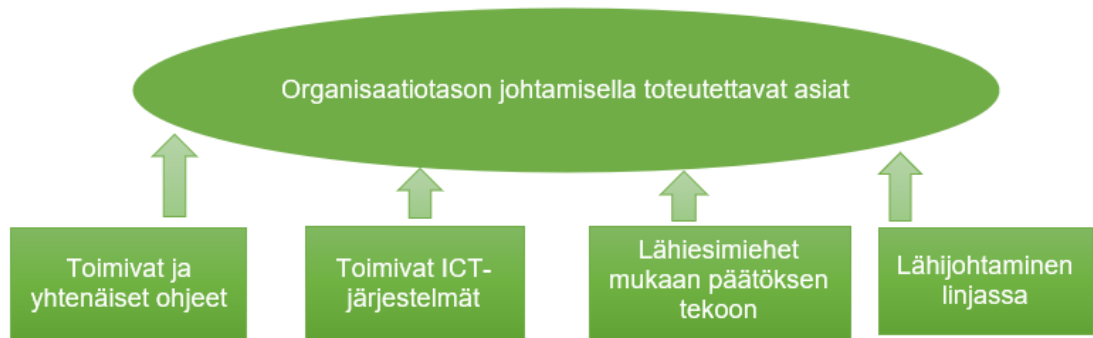 Organisaatiotason johtamisella toteutettavat asiat
Toimivat ja
yhtenäiset ohjeet
Toimivat ICT-
järjestelmät
Lähiesimiehet
mukaan päätöksen
tekoon
Lähijohtaminen
linjassa